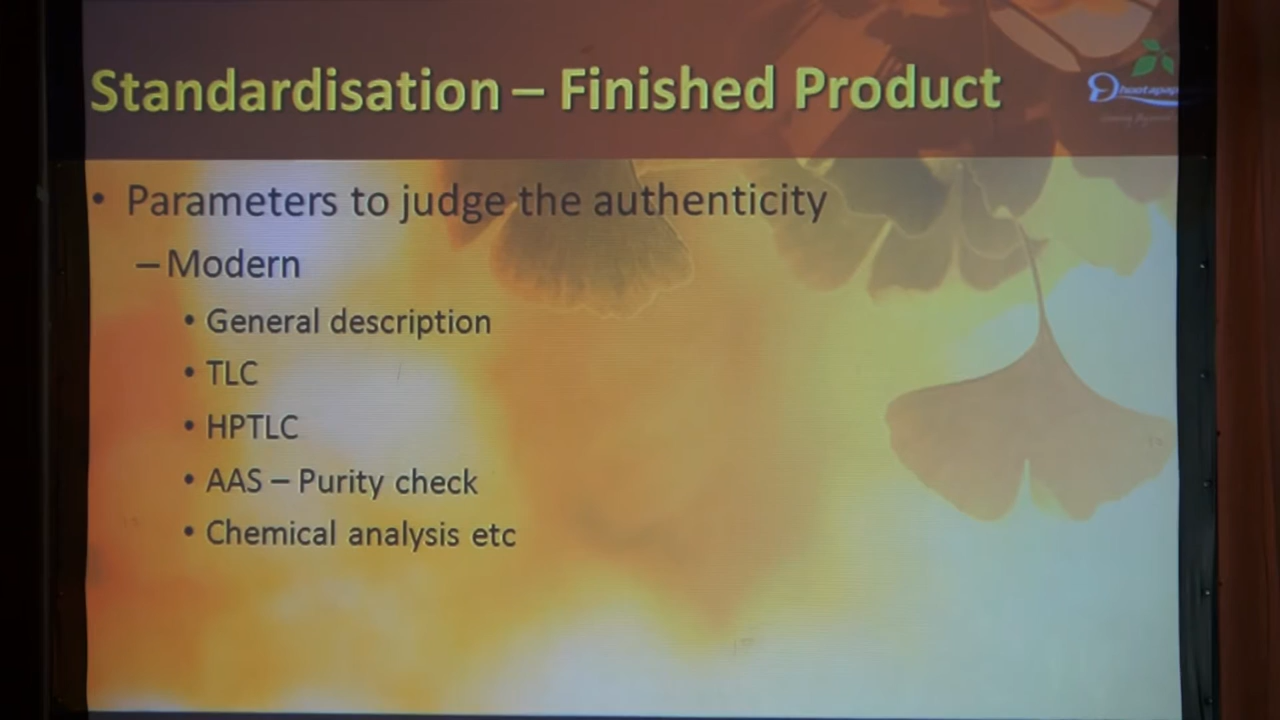 Standardisation – Finished Product
• Parameters to judge the authenticity
– Modern
• General description
• TLC
• HPTLC
• AAS – Purity check
• Chemical analysis etc